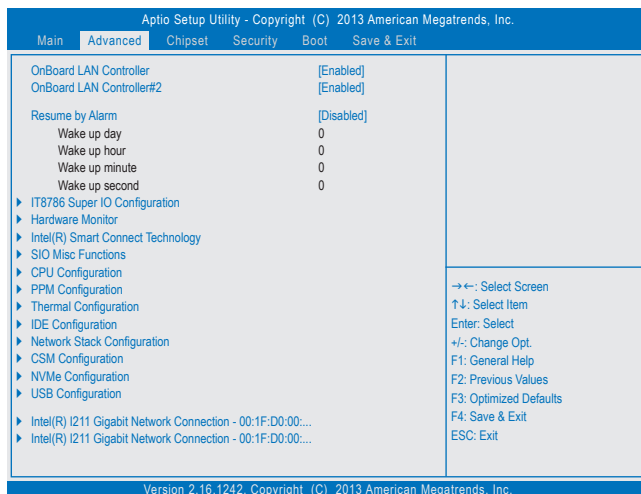 Aptio Setup Utility - Copyright (C) 2013 American Megatrends, Inc.
Main Advanced Chipset Security Boot Save & Exit
OnBoard LAN Controller [Enabled]
OnBoard LAN Controller#2 [Enabled]
Resume by Alarm [Disabled]
Wake up day 0
Wake up hour 0
Wake up minute 0
Wake up second 0
IT8786 Super IO Configuration
Hardware Monitor
Intel(R) Smart Connect Technology
SIO Misc Functions
CPU Configuration
PPM Configuration
Thermal Configuration
IDE Configuration
Network Stack Configuration
CSM Configuration
NVMe Configuration
USB Configuration
Intel(R) I211 Gigabit Network Connection - 00:1F:D0:00:...
Intel(R) I211 Gigabit Network Connection - 00:1F:D0:00:...
→←: Select Screen
↑↓: Select Item
Enter: Select
+/-: Change Opt.
F1: General Help
F2: Previous Values
F3: Optimized Defaults
F4: Save & Exit
ESC: Exit
Version 2.16.1242. Copyright (C) 2013 American Megatrends, Inc.